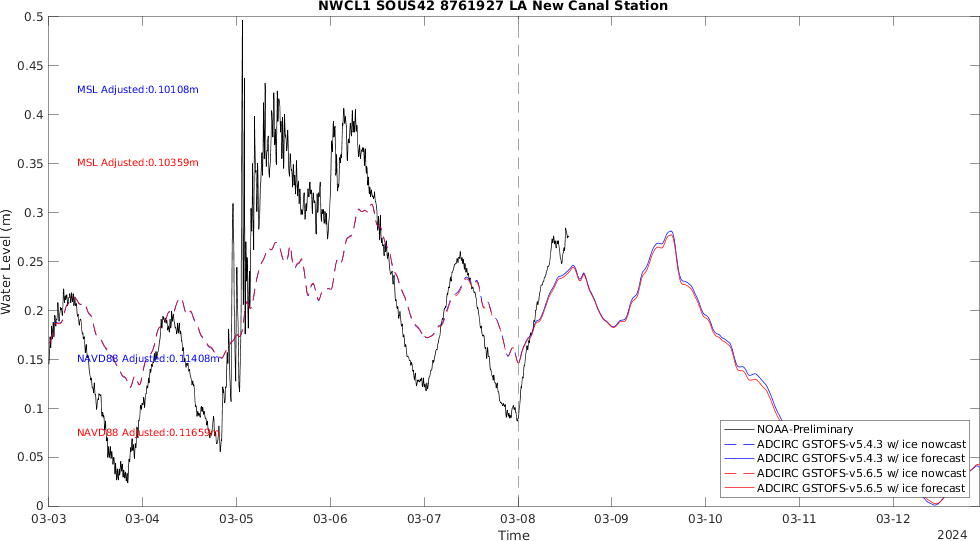 NWCL1 SOUS42 8761927 LA New Canal Station
0.5
0.45
0.4
0.35
0.3
0.25
0.2
0.15
0.1
0.05
0
Water Level (m)
MSL Adjusted:0.10108m
MSL Adjusted:0.10359m
NAVD88 Adjusted:0.11408m
NAVD88 Adjusted:0.11659m
NOAA-Preliminary
ADCIRC GSTOFS-v5.4.3 w/ ice nowcast
ADCIRC GSTOFS-v5.4.3 w/ ice forecast
ADCIRC GSTOFS-v5.6.5 w/ ice nowcast
ADCIRC GSTOFS-v5.6.5 w/ ice forecast
03-03 03-04 03-05 03-06 03-07 03-08 03-09 03-10 03-11 03-12
Time
2024